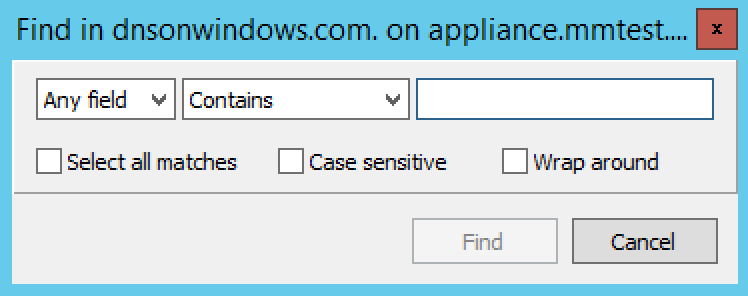 Find in dnsonwindows.com. on appliance.mmtest....
x
Any field
Contains
Select all matches
Case sensitive
Wrap around
Find
Cancel